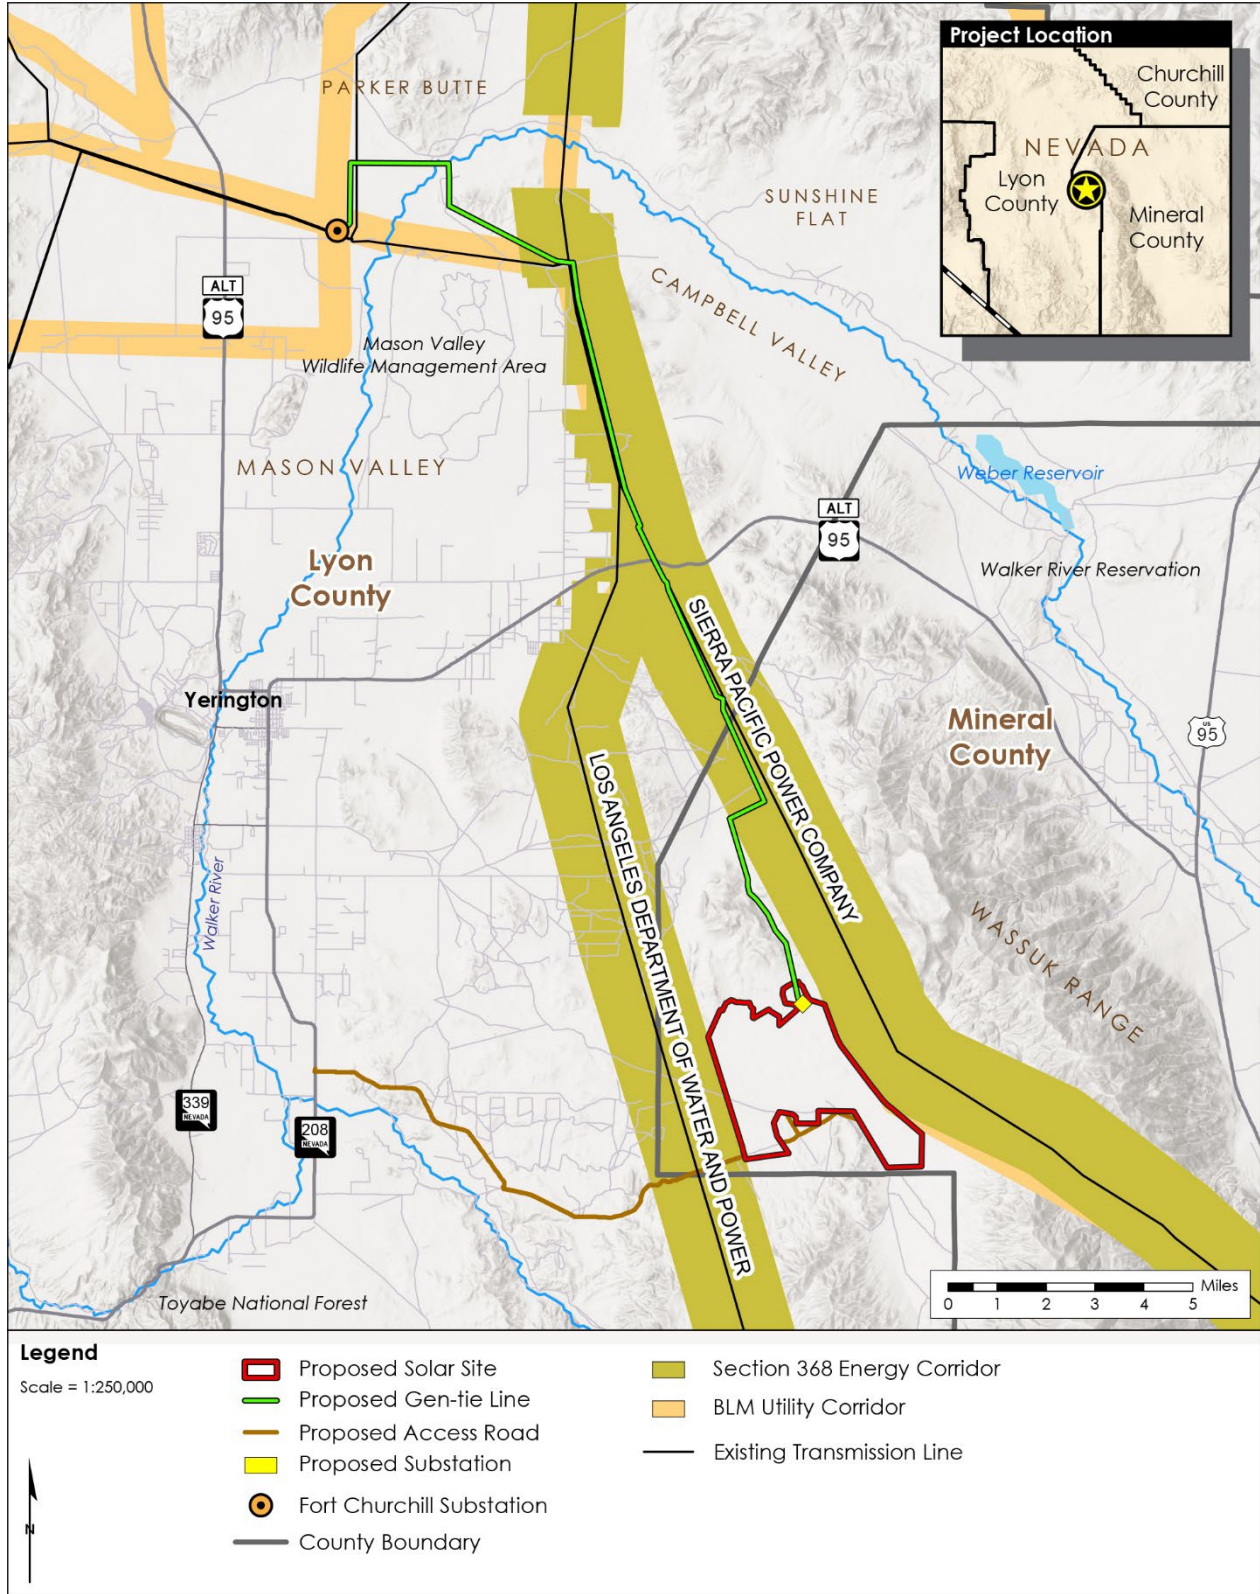 Project Location
Churchill
County
NEVADA
Lyon
County
Mineral
County
PARKER BUTTE
SUNSHINE
FLAT
CAMPBELL VALLEY
ALT
95
Mason Valley
Wildlife Management Area
MASON VALLEY
Weber Reservoir
ALT
95
Lyon
County
Walker River Reservation
SIERRA PACIFIC POWER COMPANY
Yerington
Mineral
County
US
95
LOS ANGELES DEPARTMENT OF WATER AND POWER
Walker River
WASSUK RANGE
339
NEVADA
208
NEVADA
Toyabe National Forest
Miles
0 1 2 3 4 5
Legend
Scale = 1:250,000
N
Proposed Solar Site
Proposed Gen-tie Line
Proposed Access Road
Proposed Substation
Fort Churchill Substation
County Boundary
Section 368 Energy Corridor
BLM Utility Corridor
Existing Transmission Line